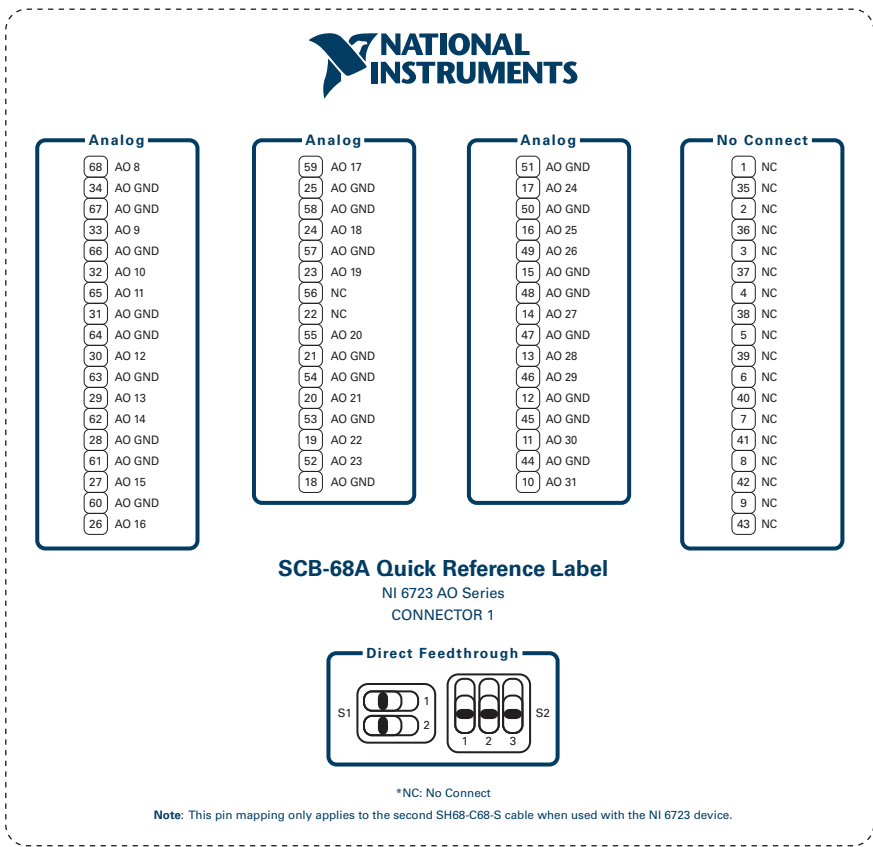 NATIONAL
INSTRUMENTS
Analog
68 AO 8
34 AO GND
67 AO GND
33 AO 9
66 AO GND
32 AO 10
65 AO 11
31 AO GND
64 AO GND
30 AO 12
63 AO GND
29 AO 13
62 AO 14
28 AO GND
61 AO GND
27 AO 15
60 AO GND
26 AO 16
Analog
59 AO 17
25 AO GND
58 AO GND
24 AO 18
57 AO GND
23 AO 19
56 NC
22 NC
55 AO 20
21 AO GND
54 AO GND
20 AO 21
53 AO GND
19 AO 22
52 AO 23
18 AO GND
Analog
51 AO GND
17 AO 24
50 AO GND
16 AO 25
49 AO 26
15 AO GND
48 AO GND
14 AO 27
47 AO GND
13 AO 28
46 AO 29
12 AO GND
45 AO GND
11 AO 30
44 AO GND
10 AO 31
No Connect
1 NC
35 NC
2 NC
36 NC
3 NC
37 NC
4 NC
38 NC
5 NC
39 NC
6 NC
40 NC
7 NC
41 NC
8 NC
42 NC
9 NC
43 NC
SCB-68A Quick Reference Label
NI 6723 AO Series
CONNECTOR 1
Direct Feedthrough
S1
1
2
1 2 3
S2
*NC: No Connect
Note: This pin mapping only applies to the second SH68-C68-S cable when used with the NI 6723 device.